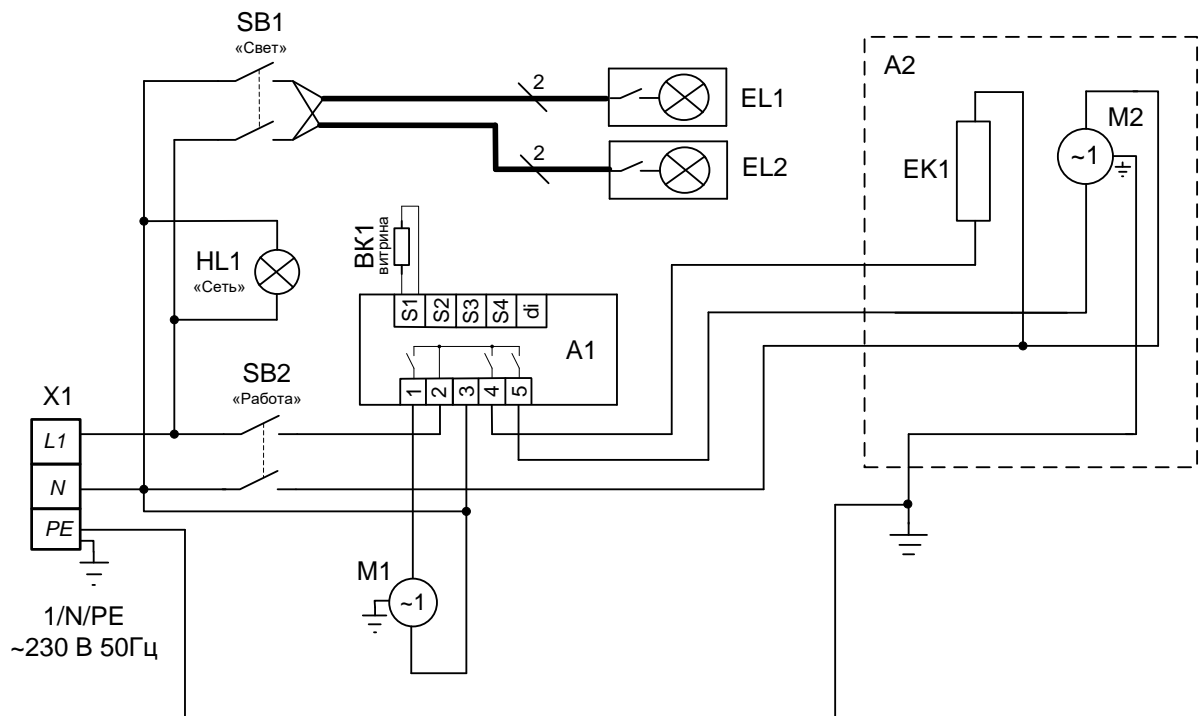 SB1
«Свет»
2
EL1
2
EL2
A2
M2
~1
EK1
HL1
«Сеть»
ВК1
витрина
S1 S2 S3 S4 di
A1
1 2 3 4 5
SB2
«Работа»
X1
L1
N
PE
M1
~1
1/N/PE
~230 В 50Гц